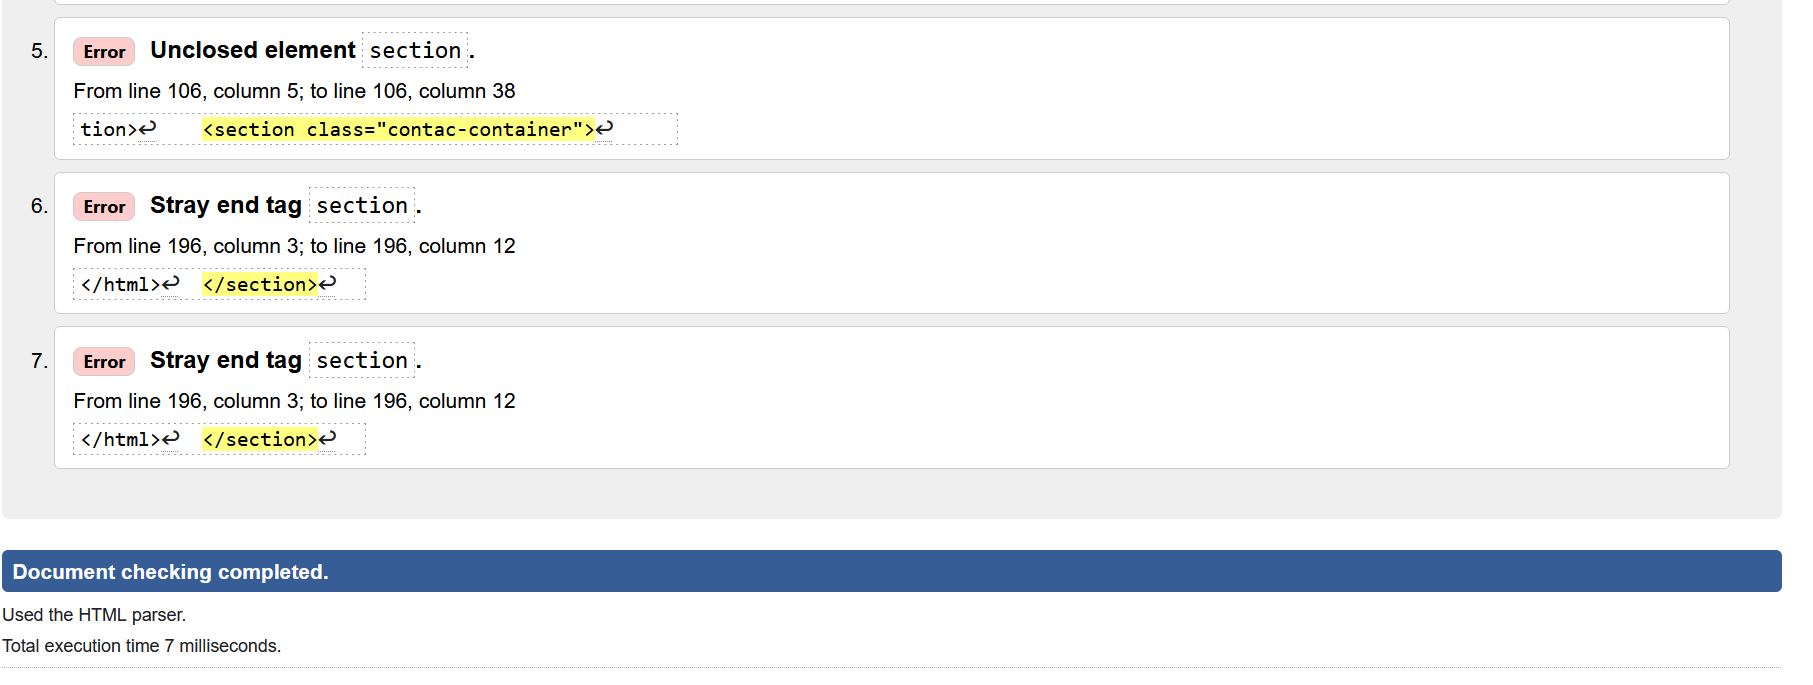 5. Error Unclosed element section.
From line 106, column 5; to line 106, column 38
tion>↩ <section class="contac-container">↩
6. Error Stray end tag section.
From line 196, column 3; to line 196, column 12
</html>↩ </section>↩
7. Error Stray end tag section.
From line 196, column 3; to line 196, column 12
</html>↩ </section>↩
Document checking completed.
Used the HTML parser.
Total execution time 7 milliseconds.